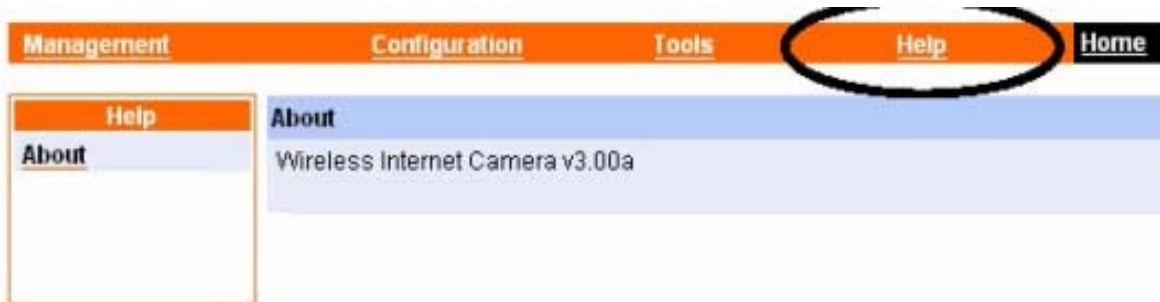 Management Configuration Tools Help Home
Help
About
About
Wireless Internet Camera v3.00a